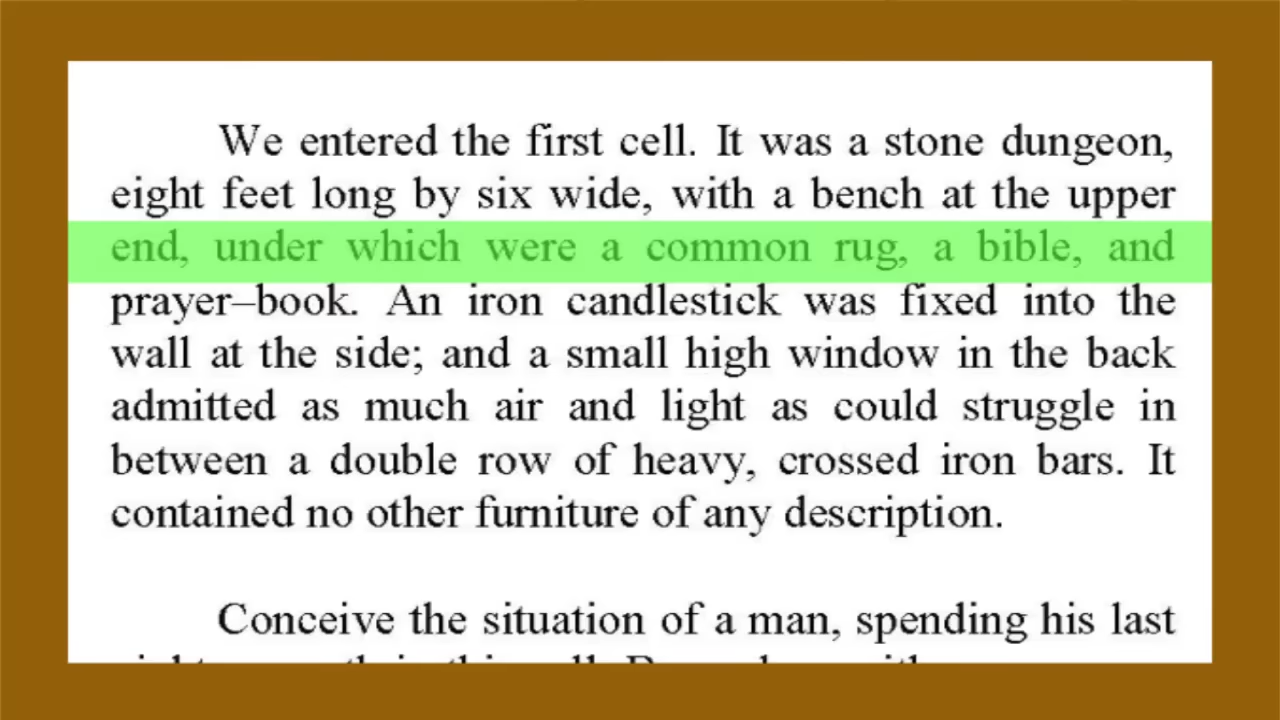 We entered the first cell. It was a stone dungeon,
eight feet long by six wide, with a bench at the upper
end, under which were a common rug, a bible, and
prayer–book. An iron candlestick was fixed into the
wall at the side; and a small high window in the back
admitted as much air and light as could struggle in
between a double row of heavy, crossed iron bars. It
contained no other furniture of any description.
Conceive the situation of a man, spending his last